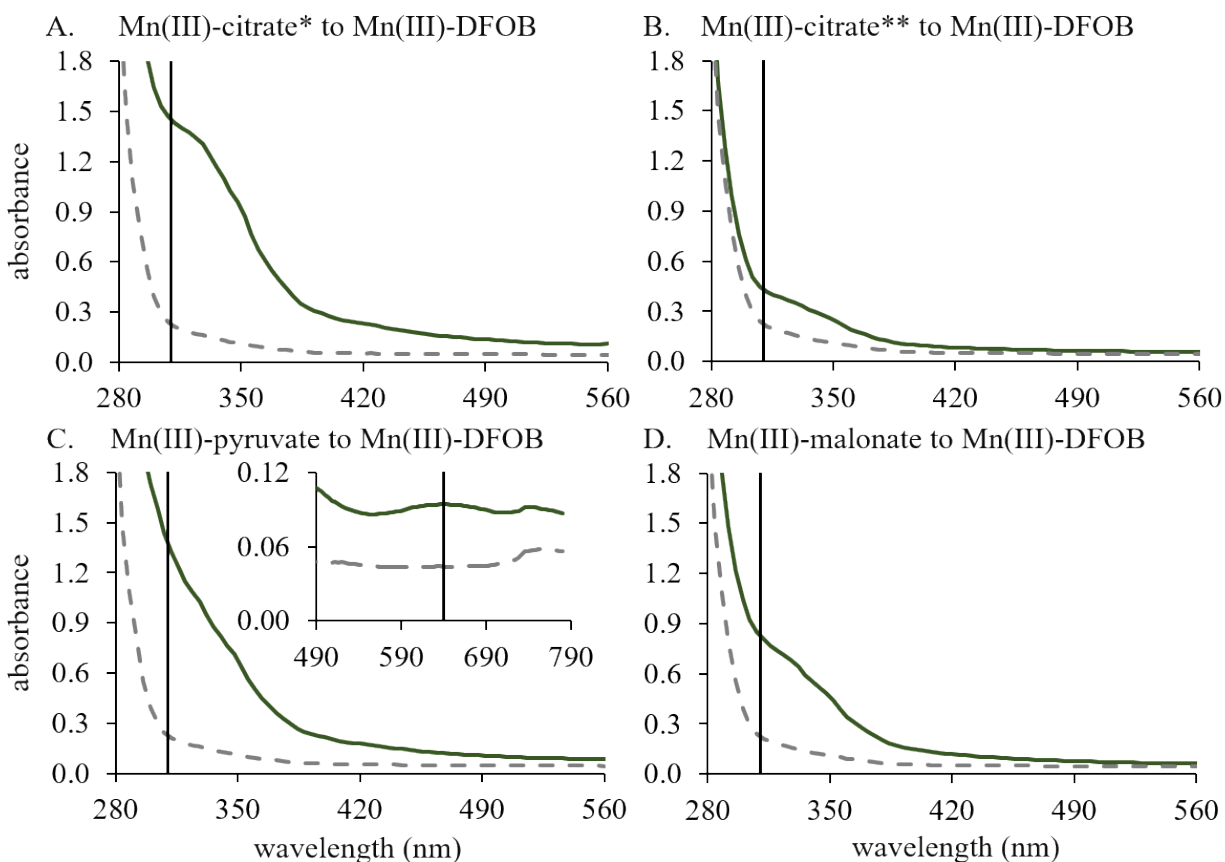 A. Mn(III)-citrate* to Mn(III)-DFOB
B. Mn(III)-citrate** to Mn(III)-DFOB
absorbance
1.8
1.5
1.2
0.9
0.6
0.3
0.0
280 350 420 490 560
1.8
1.5
1.2
0.9
0.6
0.3
0.0
280 350 420 490 560
C. Mn(III)-pyruvate to Mn(III)-DFOB
D. Mn(III)-malonate to Mn(III)-DFOB
absorbance
1.8
1.5
1.2
0.9
0.6
0.3
0.0
280 350 420 490 560
wavelength (nm)
0.12
0.06
0.00
490 590 690 790
1.8
1.5
1.2
0.9
0.6
0.3
0.0
280 350 420 490 560
wavelength (nm)